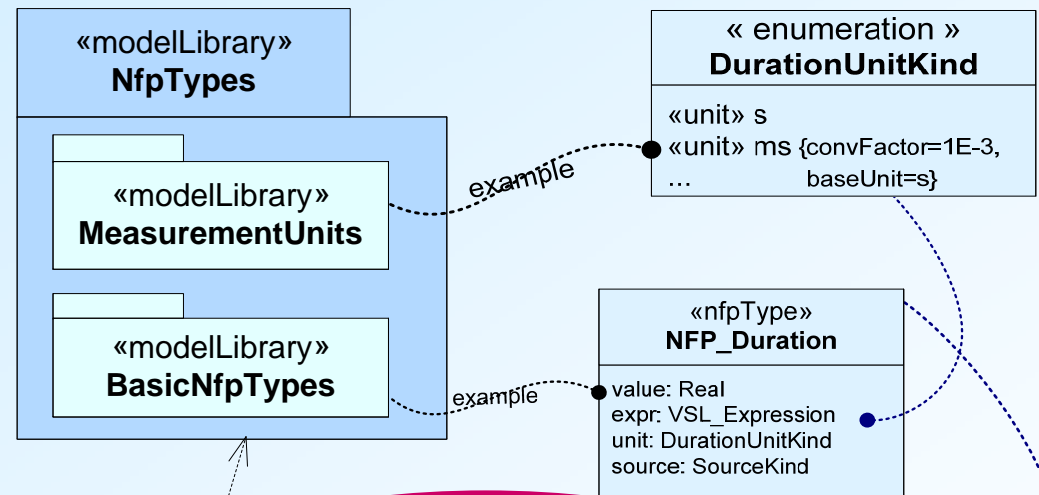 «modelLibrary»
NfpTypes
«modelLibrary»
MeasurementUnits
«modelLibrary»
BasicNfpTypes
example
example
« enumeration »
DurationUnitKind
«unit» s
«unit» ms {convFactor=1E-3,
... baseUnit=s}
«nfpType»
NFP_Duration
value: Real
expr: VSL_Expression
unit: DurationUnitKind
source: SourceKind